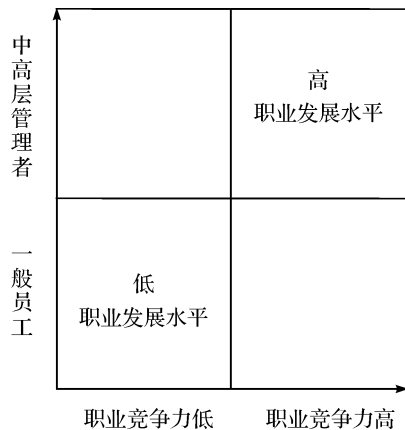 中高层管理者
高
职业发展水平
一般员工
低
职业发展水平
职业竞争力低
职业竞争力高